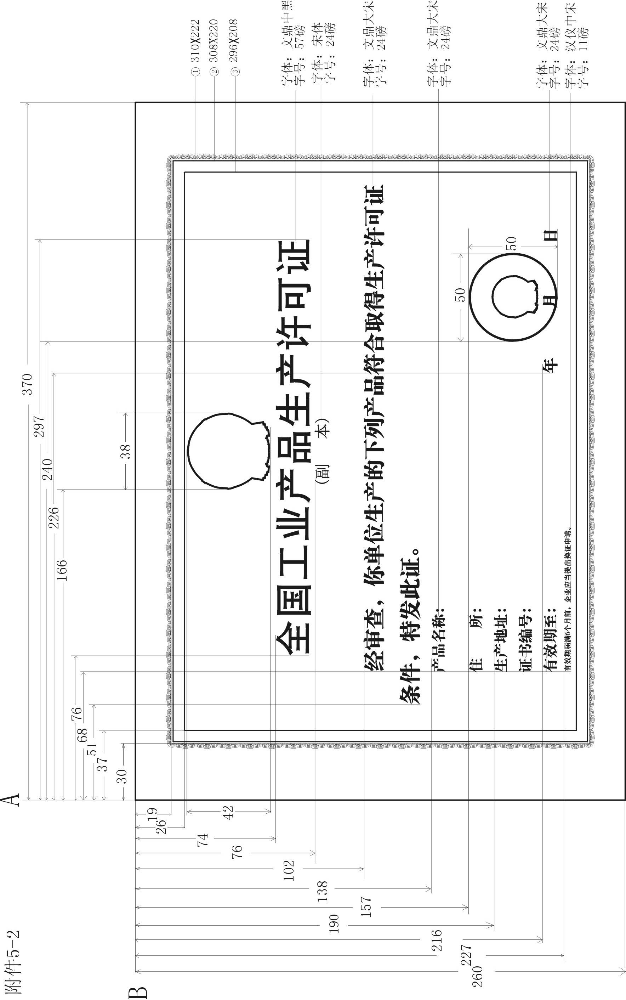 附件5-2
A
370
297
240
226
166
76
68
51
37
30
38
B
19
26
42
74
76
102
138
157
190
216
227
260
① 310X222
② 308X220
③ 296X208
全国工业产品生产许可证
字体：文鼎中黑
字号：57磅
(副 本)
字体：宋体
字号：24磅
经审查，你单位生产的下列产品符合取得生产许可证
条件，特发此证。
字体：文鼎大宋
字号：24磅
产品名称：
字体：文鼎大宋
字号：24磅
住 所：
生产地址：
证书编号：
50
50
有效期至：
年 月 日
字体：文鼎大宋
字号：24磅
有效期届满6个月前，企业应当提出换证申请。
字体：汉仪中宋
字号：11磅